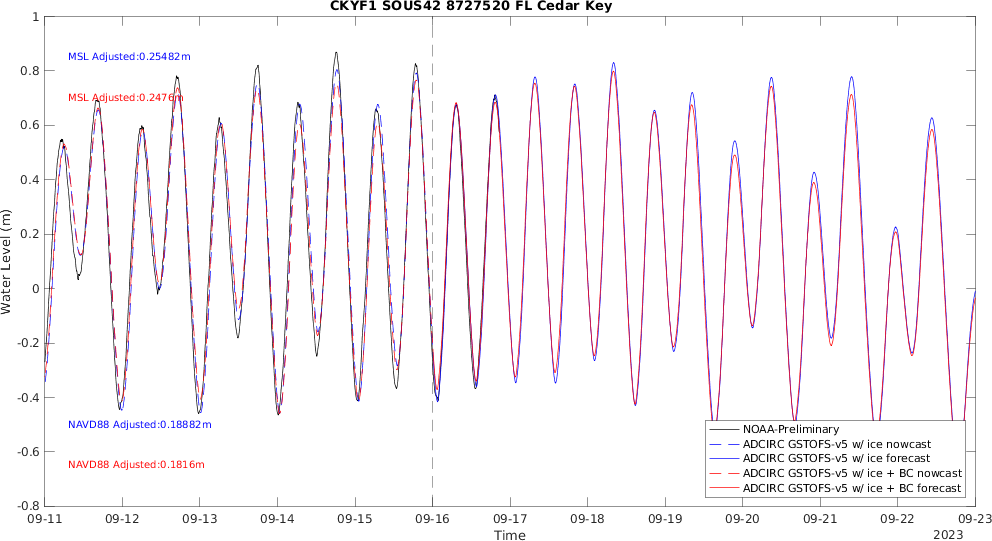 CKYF1 SOUS42 8727520 FL Cedar Key
1
0.8
0.6
0.4
0.2
0
-0.2
-0.4
-0.6
-0.8
Water Level (m)
MSL Adjusted:0.25482m
MSL Adjusted:0.2476m
NAVD88 Adjusted:0.18882m
NAVD88 Adjusted:0.1816m
NOAA-Preliminary
ADCIRC GSTOFS-v5 w/ ice nowcast
ADCIRC GSTOFS-v5 w/ ice forecast
ADCIRC GSTOFS-v5 w/ ice + BC nowcast
ADCIRC GSTOFS-v5 w/ ice + BC forecast
09-11 09-12 09-13 09-14 09-15 09-16 09-17 09-18 09-19 09-20 09-21 09-22 09-23
Time
2023